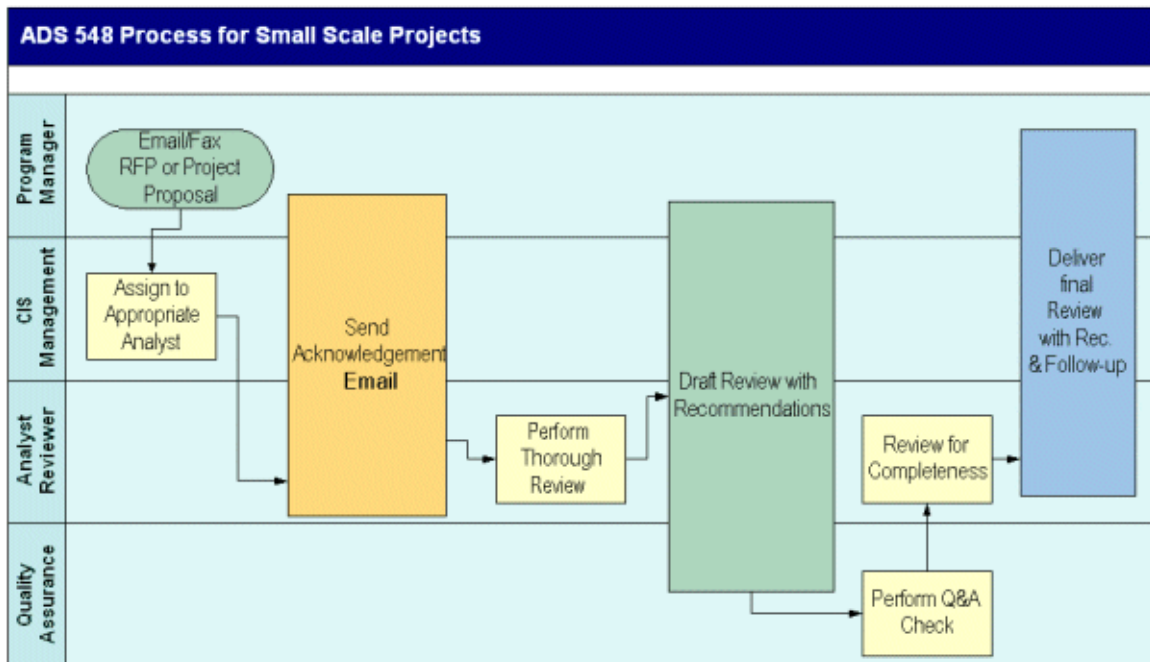 ADS 548 Process for Small Scale Projects
Program
Manager
Email/Fax
RFP or Project
Proposal
CIS
Management
Assign to
Appropriate
Analyst
Send
Acknowledgement
Email
Deliver
final
Review
with Rec.
& Follow-up
Draft Review with
Recommendations
Analyst
Reviewer
Perform
Thorough
Review
Review for
Completeness
Quality
Assurance
Perform Q&A
Check